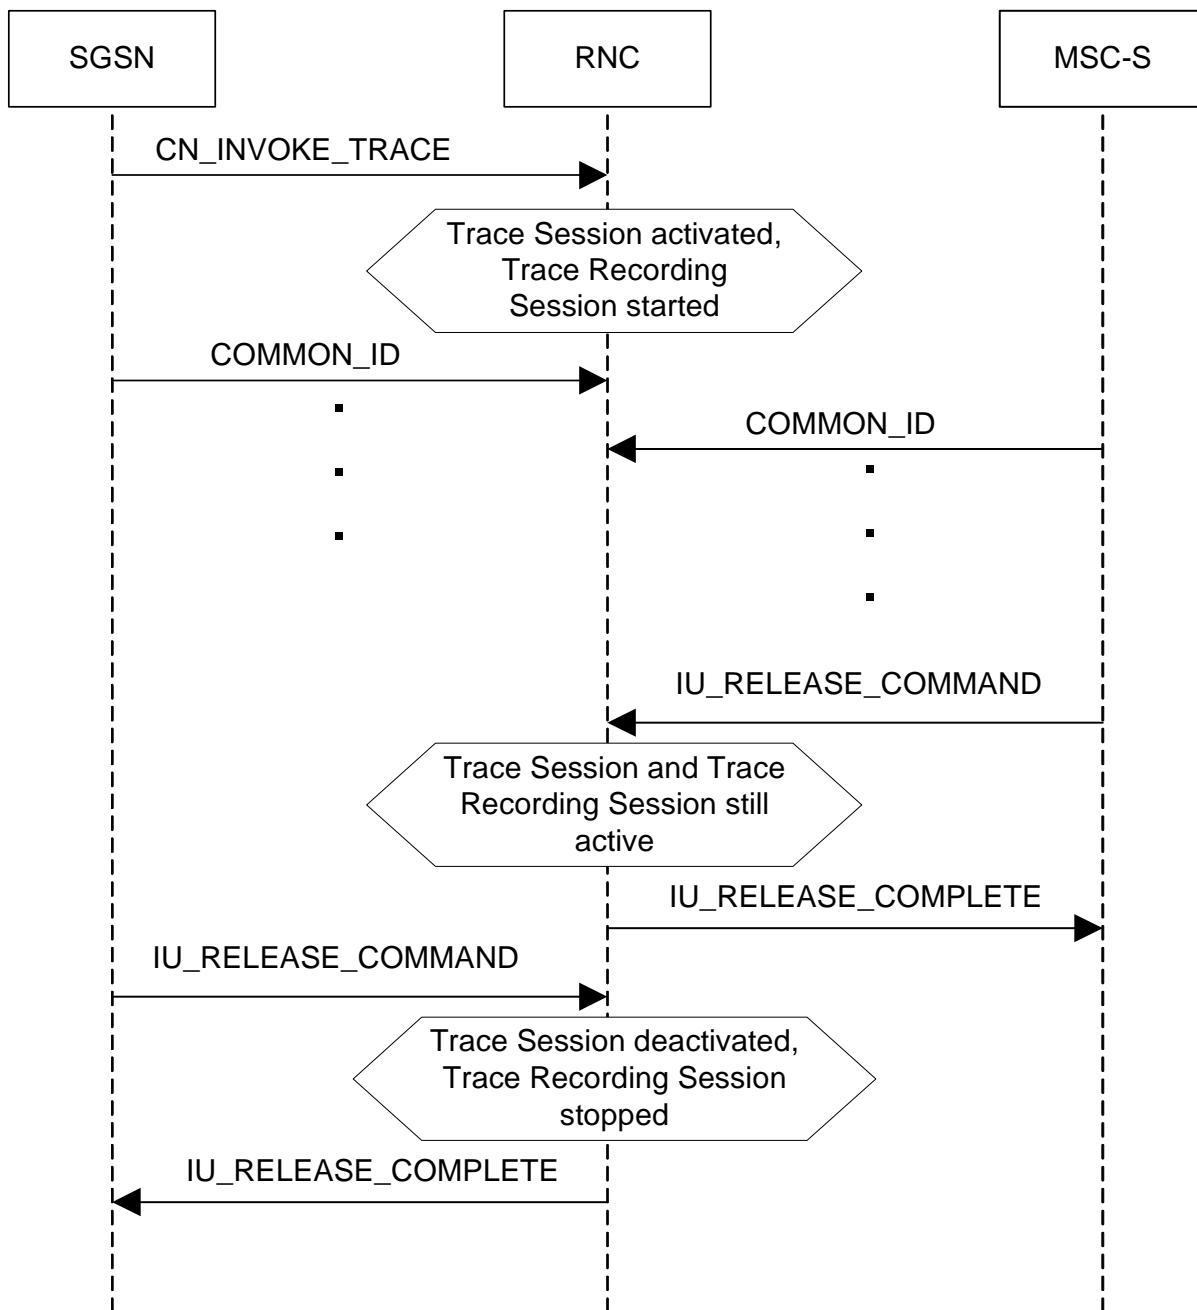 SGSN
RNC
MSC-S
CN_INVOKE_TRACE
Trace Session activated,
Trace Recording
Session started
COMMON_ID
COMMON_ID
IU_RELEASE_COMMAND
Trace Session and Trace
Recording Session still
active
IU_RELEASE_COMPLETE
IU_RELEASE_COMMAND
Trace Session deactivated,
Trace Recording Session
stopped
IU_RELEASE_COMPLETE